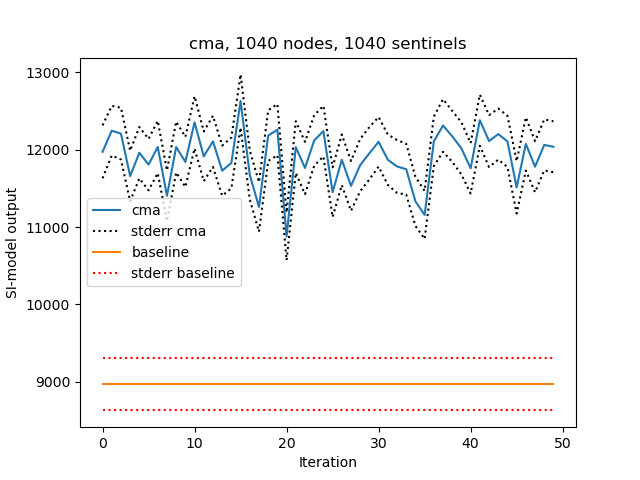 cma, 1040 nodes, 1040 sentinels
13000
12000
11000
10000
9000
SI-model output
cma
stderr cma
baseline
stderr baseline
0 10 20 30 40 50
Iteration